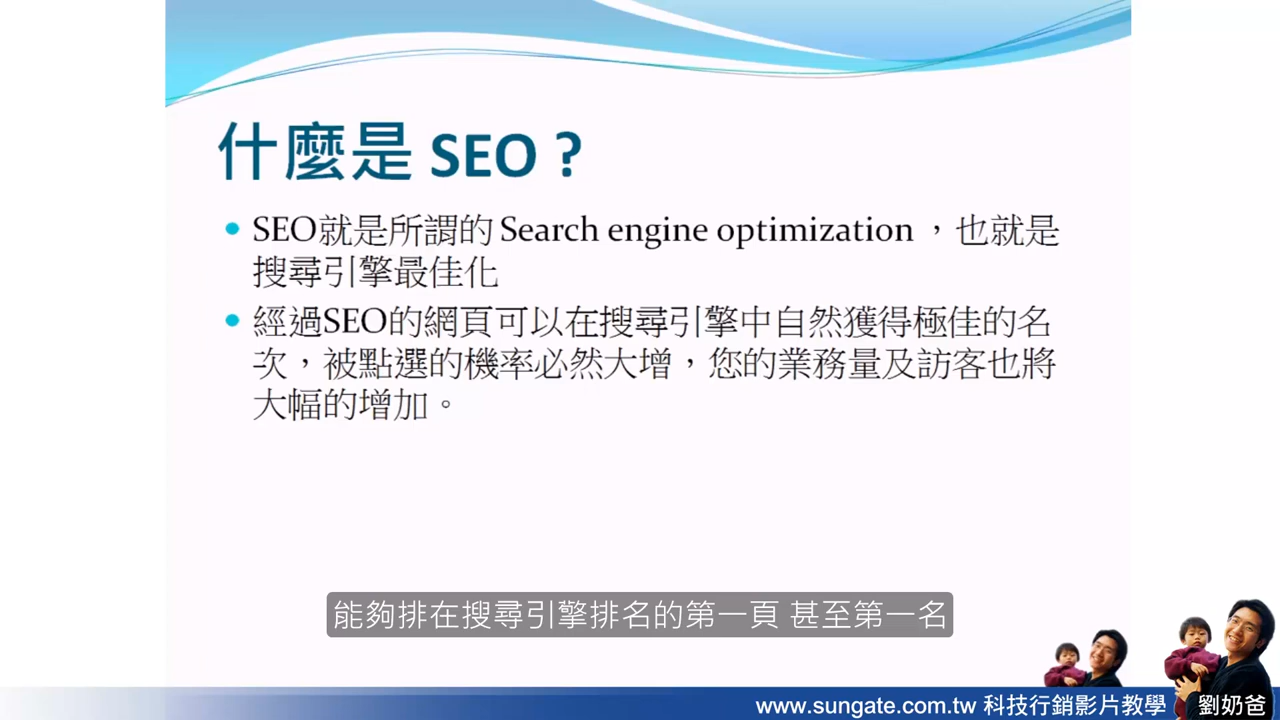 什麼是 SEO？
• SEO就是所謂的 Search engine optimization ，也就是
搜尋引擎最佳化
• 經過SEO的網頁可以在搜尋引擎中自然獲得極佳的名
次，被點選的機率必然大增，您的業務量及訪客也將
大幅的增加。
能夠排在搜尋引擎排名的第一頁 甚至第一名
www.sungate.com.tw 科技行銷影片教學
劉奶爸